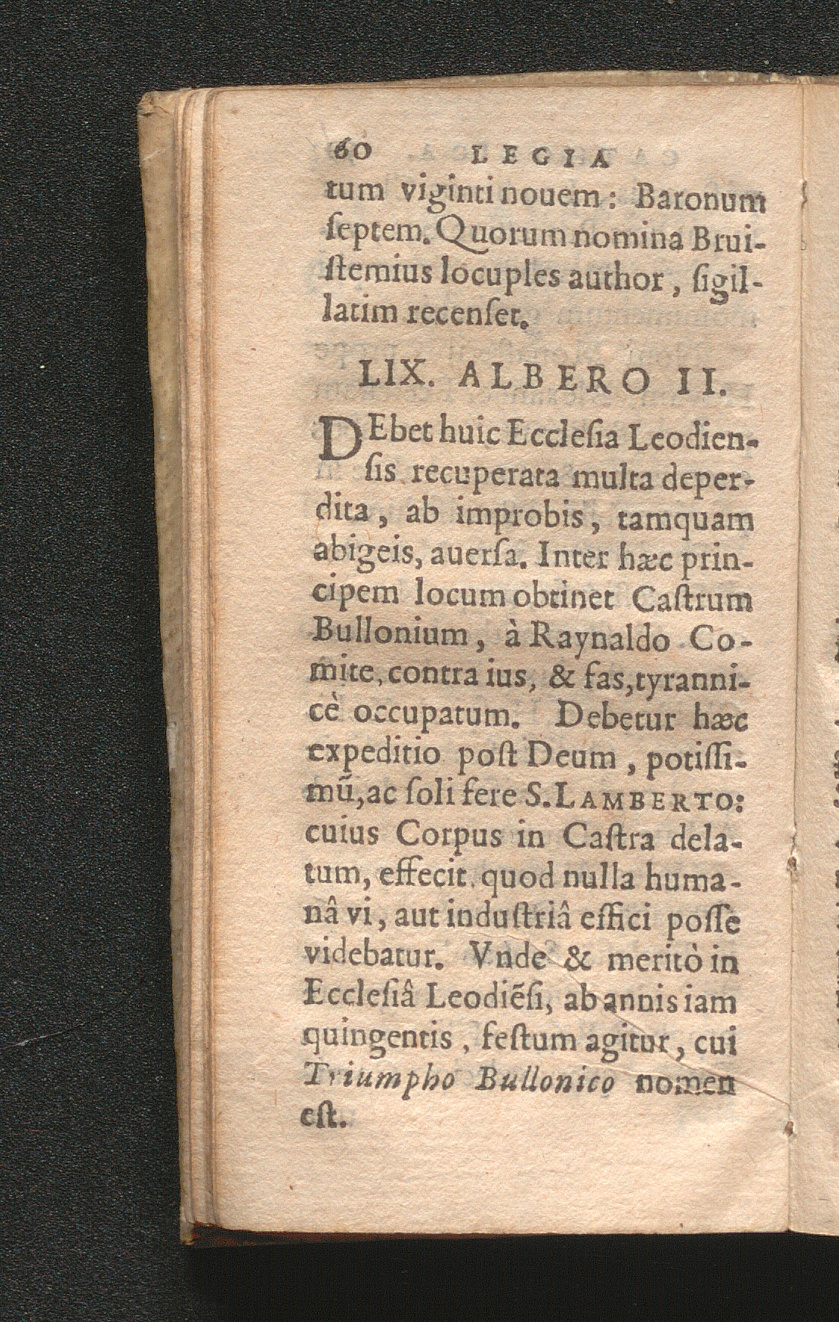 60 LEGIA
tum viginti nouem: Baronum
ſeptem. Quorum nomina Brui-
ſtemius locuples author, ſigil-
latim recenſet.
LIX. ALBERO II.
DEbet huic Eccleſia Leodien-
ſis recuperata multa deper-
dita, ab improbis, tamquam
abigeis, auerſa. Inter hæc prin-
cipem locum obtinet Caſtrum
Bullonium, à Raynaldo Co-
mite, contra ius, & fas, tyranni-
cè occupatum. Debetur hæc
expeditio poſt Deum, potiſſi-
mũ, ac ſoli fere S. LAMBERTO:
cuius Corpus in Caſtra dela-
tum, effecit, quod nulla huma-
nâ vi, aut induſtriâ effici poſſe
videbatur. Vnde & meritò in
Eccleſiâ Leodiẽſi, ab annis iam
quingentis, feſtum agitur, cui
Triumpho Bullonico nomen
eſt.